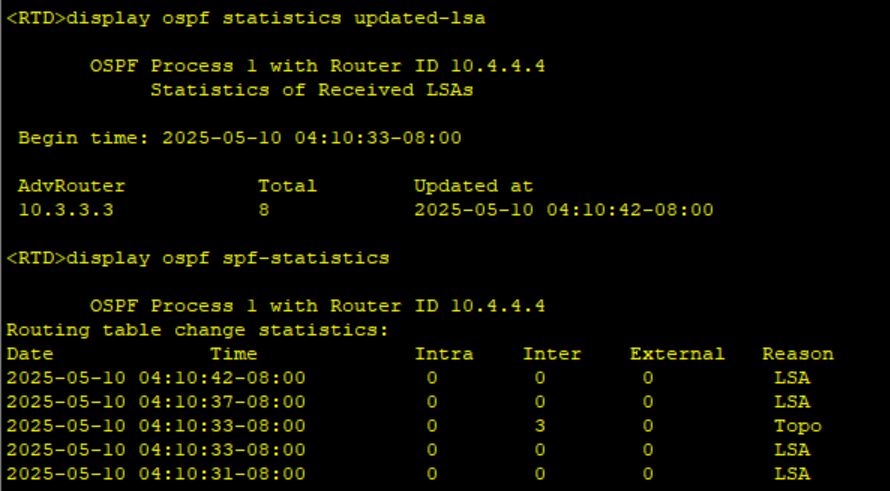 <RTD>display ospf statistics updated-lsa
OSPF Process 1 with Router ID 10.4.4.4
Statistics of Received LSAs
Begin time: 2025-05-10 04:10:33-08:00
AdvRouter Total Updated at
10.3.3.3 8 2025-05-10 04:10:42-08:00
<RTD>display ospf spf-statistics
OSPF Process 1 with Router ID 10.4.4.4
Routing table change statistics:
Date Time Intra Inter External Reason
2025-05-10 04:10:42-08:00 0 0 0 LSA
2025-05-10 04:10:37-08:00 0 0 0 LSA
2025-05-10 04:10:33-08:00 0 3 0 Topo
2025-05-10 04:10:33-08:00 0 0 0 LSA
2025-05-10 04:10:31-08:00 0 0 0 LSA